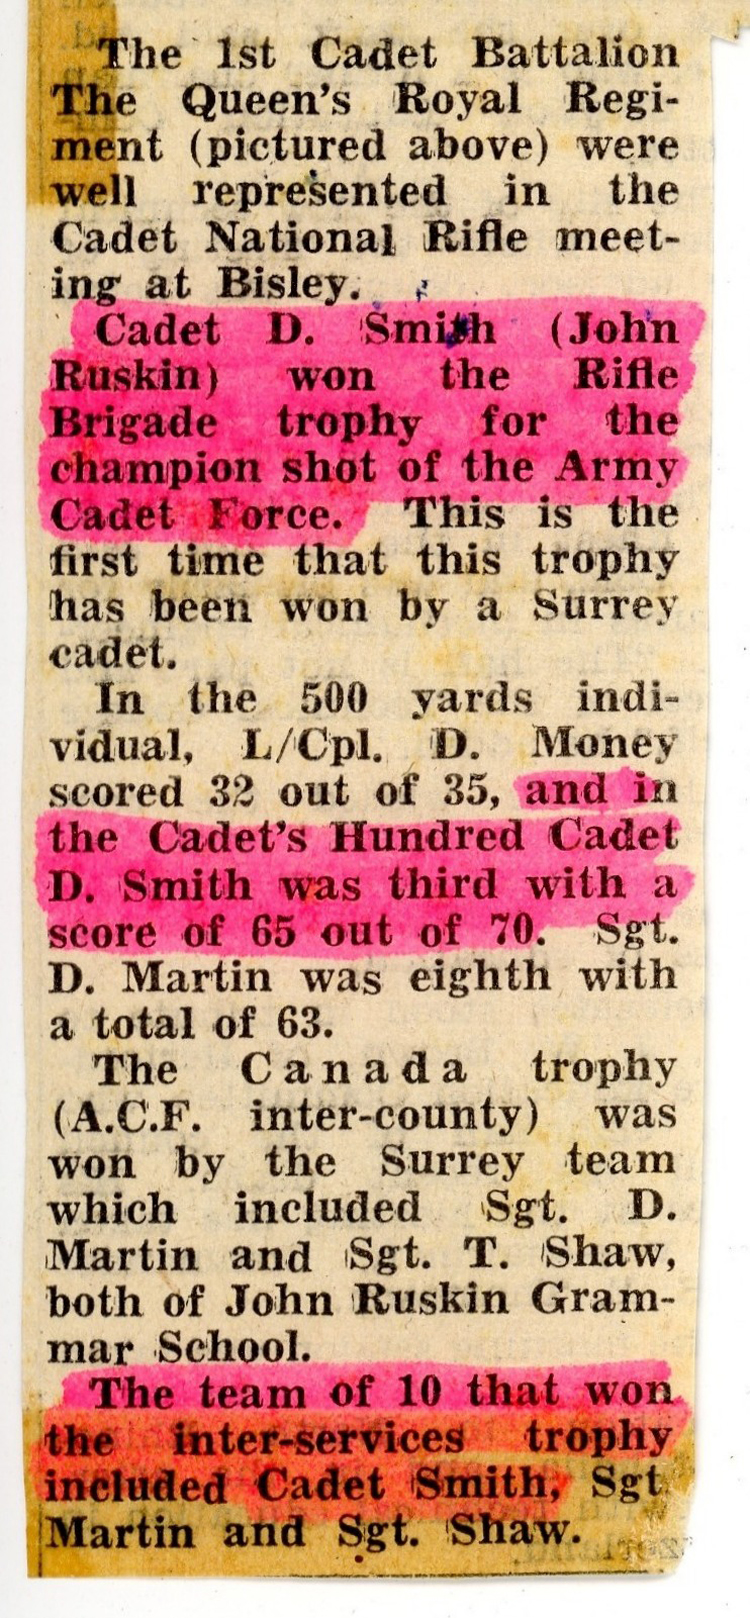 The 1st Cadet Battalion
The Queen's Royal Regi-
ment (pictured above) were
well represented in the
Cadet National Rifle meet-
ing at Bisley.
Cadet D. Smith (John
Ruskin) won the Rifle
Brigade trophy for the
champion shot of the Army
Cadet Force. This is the
first time that this trophy
has been won by a Surrey
cadet.
In the 500 yards indi-
vidual, L/Cpl. D. Money
scored 32 out of 35, and in
the Cadet's Hundred Cadet
D. Smith was third with a
score of 65 out of 70. Sgt.
D. Martin was eighth with
a total of 63.
The Canada trophy
(A.C.F. inter-county) was
won by the Surrey team
which included Sgt. D.
Martin and Sgt. T. Shaw,
both of John Ruskin Gram-
mar School.
The team of 10 that won
the inter-services trophy
included Cadet Smith, Sgt
Martin and Sgt. Shaw.